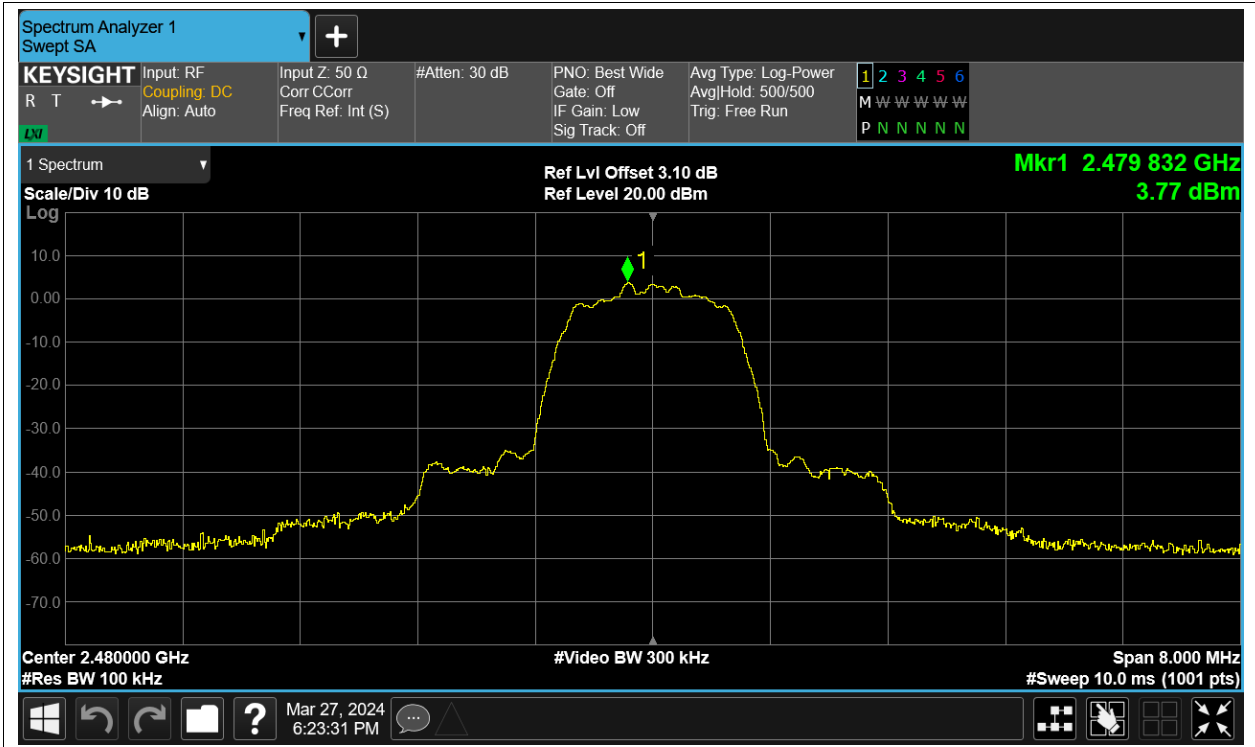 Spectrum Analyzer 1
Swept SA
+
KEYSIGHT
R T
LXI
Input: RF
Coupling: DC
Align: Auto
Input Z: 50 Ω
Corr CCorr
Freq Ref: Int (S)
#Atten: 30 dB
PNO: Best Wide
Gate: Off
IF Gain: Low
Sig Track: Off
Avg Type: Log-Power
Avg|Hold: 500/500
Trig: Free Run
1 2 3 4 5 6
M W W W W W W
P N N N N N
1 Spectrum
Scale/Div 10 dB
Log
Ref Lvl Offset 3.10 dB
Ref Level 20.00 dBm
Mkr1 2.479 832 GHz
3.77 dBm
1
10.0
0.00
-10.0
-20.0
-30.0
-40.0
-50.0
-60.0
-70.0
Center 2.480000 GHz
#Res BW 100 kHz
#Video BW 300 kHz
Span 8.000 MHz
#Sweep 10.0 ms (1001 pts)
?
Mar 27, 2024
6:23:31 PM